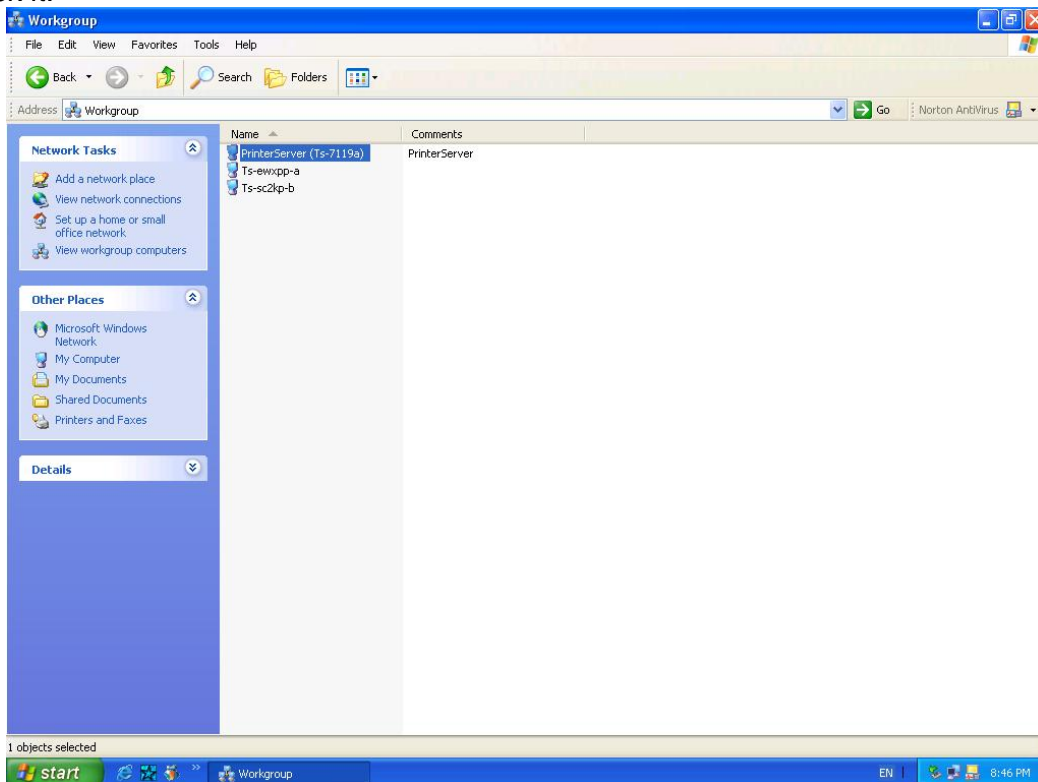 Workgroup
File Edit View Favorites Tools Help
Back Search Folders
Address Workgroup Go Norton AntiVirus
Name Comments
Network Tasks
Add a network place
View network connections
Set up a home or small
office network
View workgroup computers
Other Places
Microsoft Windows
Network
My Computer
My Documents
Shared Documents
Printers and Faxes
Details
PrinterServer (Ts-7119a) PrinterServer
Ts-ewxpp-a
Ts-sc2kp-b
1 objects selected
start Workgroup EN 8:46 PM